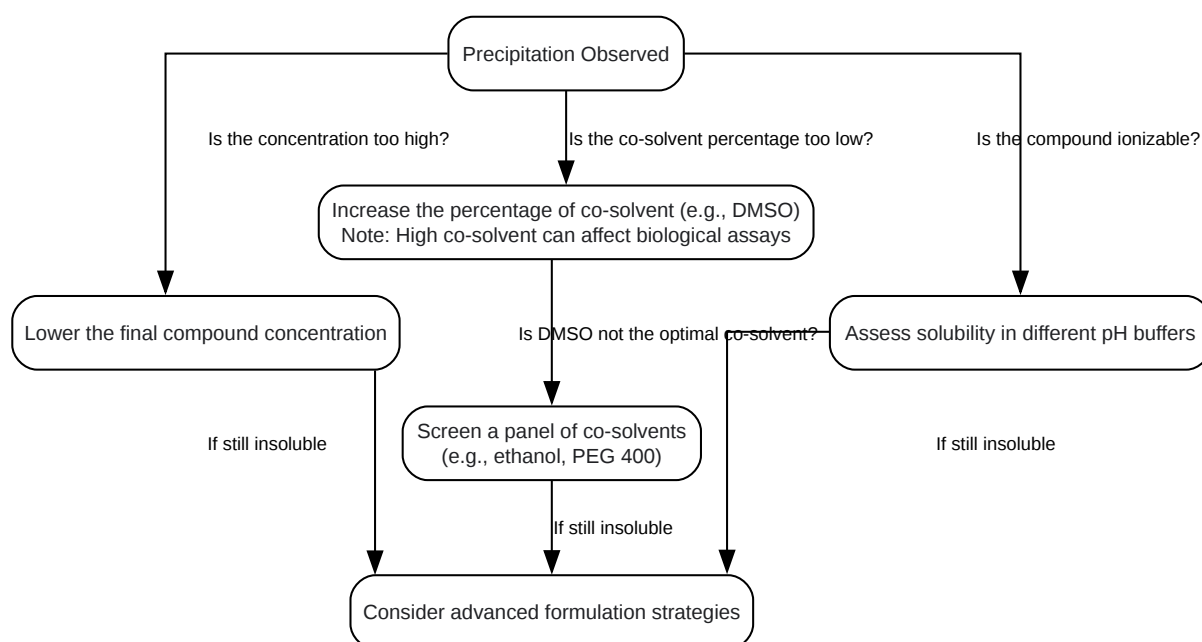 Precipitation Observed
Is the concentration too high?
Is the co-solvent percentage too low?
Is the compound ionizable?
Increase the percentage of co-solvent (e.g., DMSO)
Note: High co-solvent can affect biological assays
Lower the final compound concentration
Is DMSO not the optimal co-solvent?
Assess solubility in different pH buffers
Screen a panel of co-solvents
(e.g., ethanol, PEG 400)
If still insoluble
If still insoluble
If still insoluble
Consider advanced formulation strategies